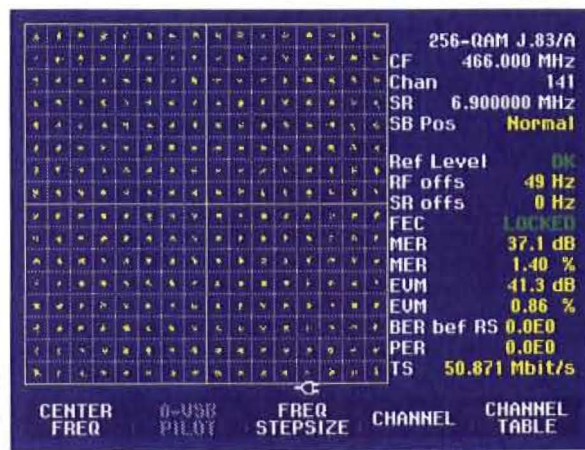 256-QAM J.83/A
CF 466.000 MHz
Chan 141
SR 6.900000 MHz
SB Pos Normal
Ref Level OK
RF offs 49 Hz
SR offs 0 Hz
FEC LOCKED
MER 37.1 dB
MER 1.40 %
EVM 41.3 dB
EVM 0.86 %
BER bef RS 0.0E0
PER 0.0E0
TS 50.871 Mbit/s
CENTER FREQ
A-VSB PILOT
FREQ STEPSIZE
CHANNEL
CHANNEL TABLE